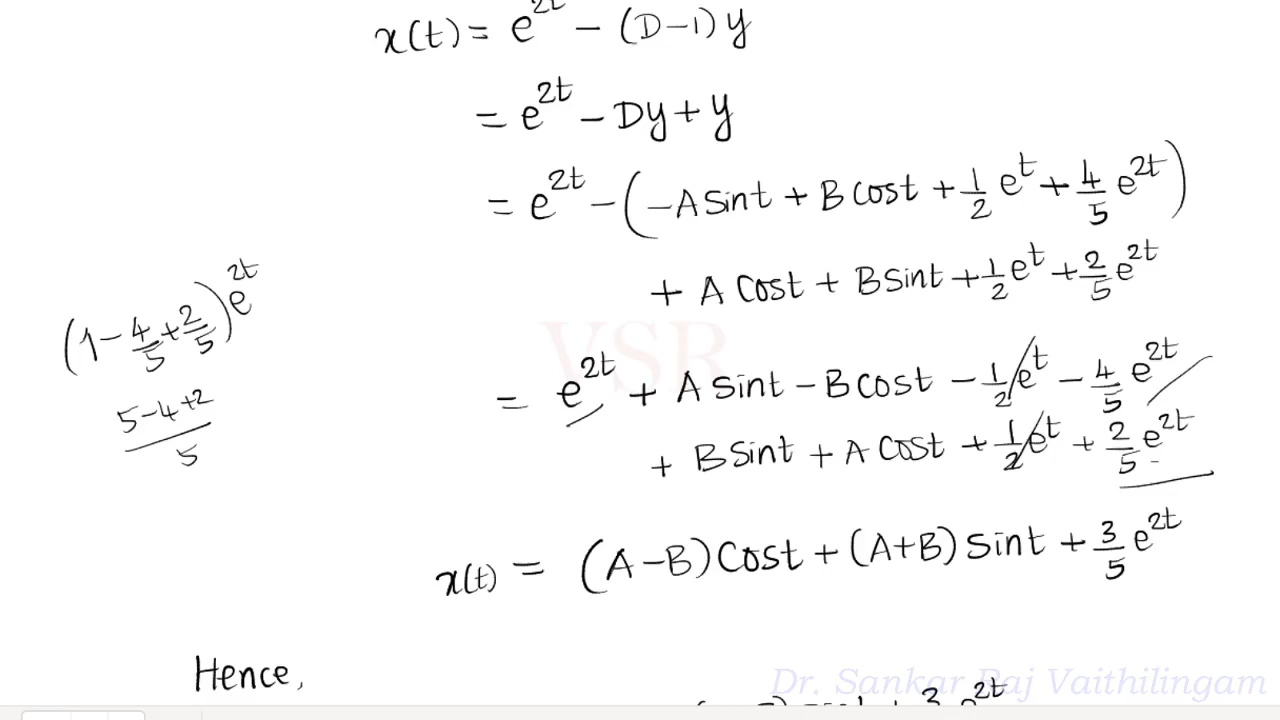 x(t) = e^{2t} - (D-1)y
= e^{2t} - Dy + y
= e^{2t} - (-A sint + B cost + 1/2 e^t + 4/5 e^{2t})
+ A Cost + B Sint + 1/2 e^t + 2/5 e^{2t}
(1 - 4/5 + 2/5) e^{2t}
5-4+2/5
VSR
= e^{2t} + A Sint - B cost - 1/2 e^t - 4/5 e^{2t}
+ B Sint + A Cost + 1/2 e^t + 2/5 e^{2t}
x(t) = (A-B) Cost + (A+B) Sint + 3/5 e^{2t}
Hence,
Dr. Sankar Raj Vaithilingam